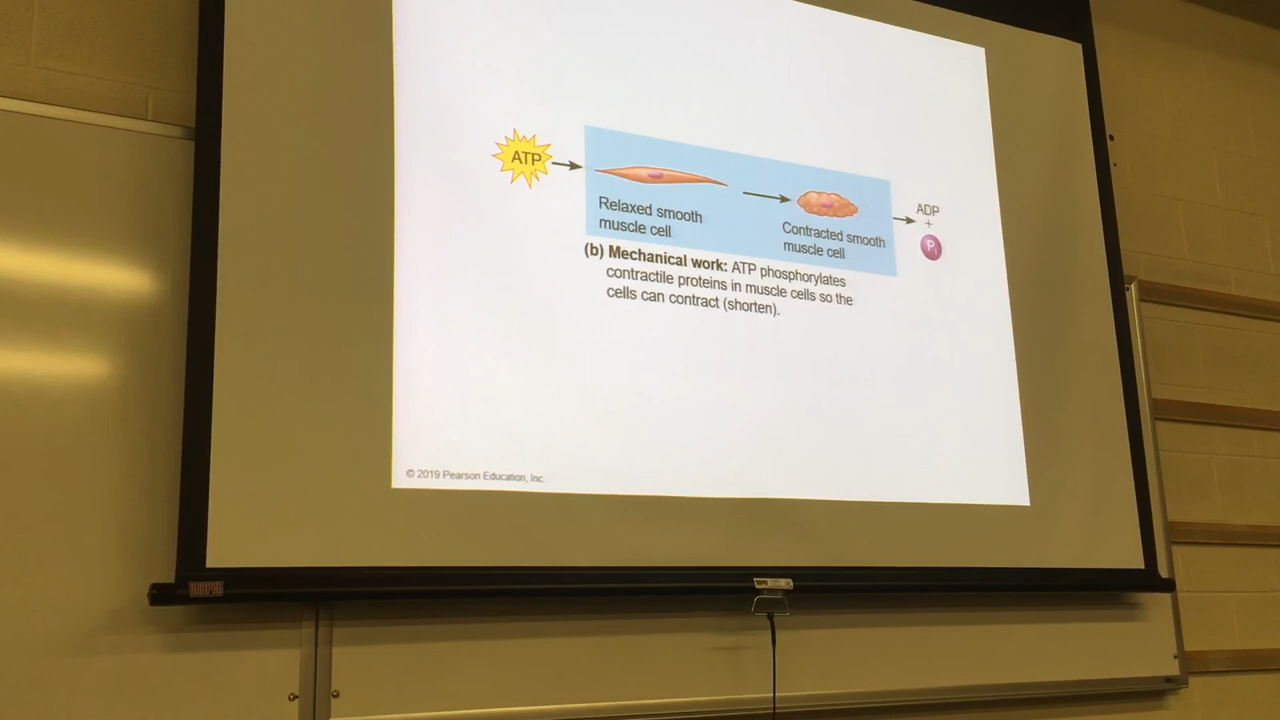 ATP
Relaxed smooth
muscle cell
Contracted smooth
muscle cell
ADP
+
Pi
(b) Mechanical work: ATP phosphorylates
contractile proteins in muscle cells so the
cells can contract (shorten).
© 2019 Pearson Education, Inc.
DRAPER